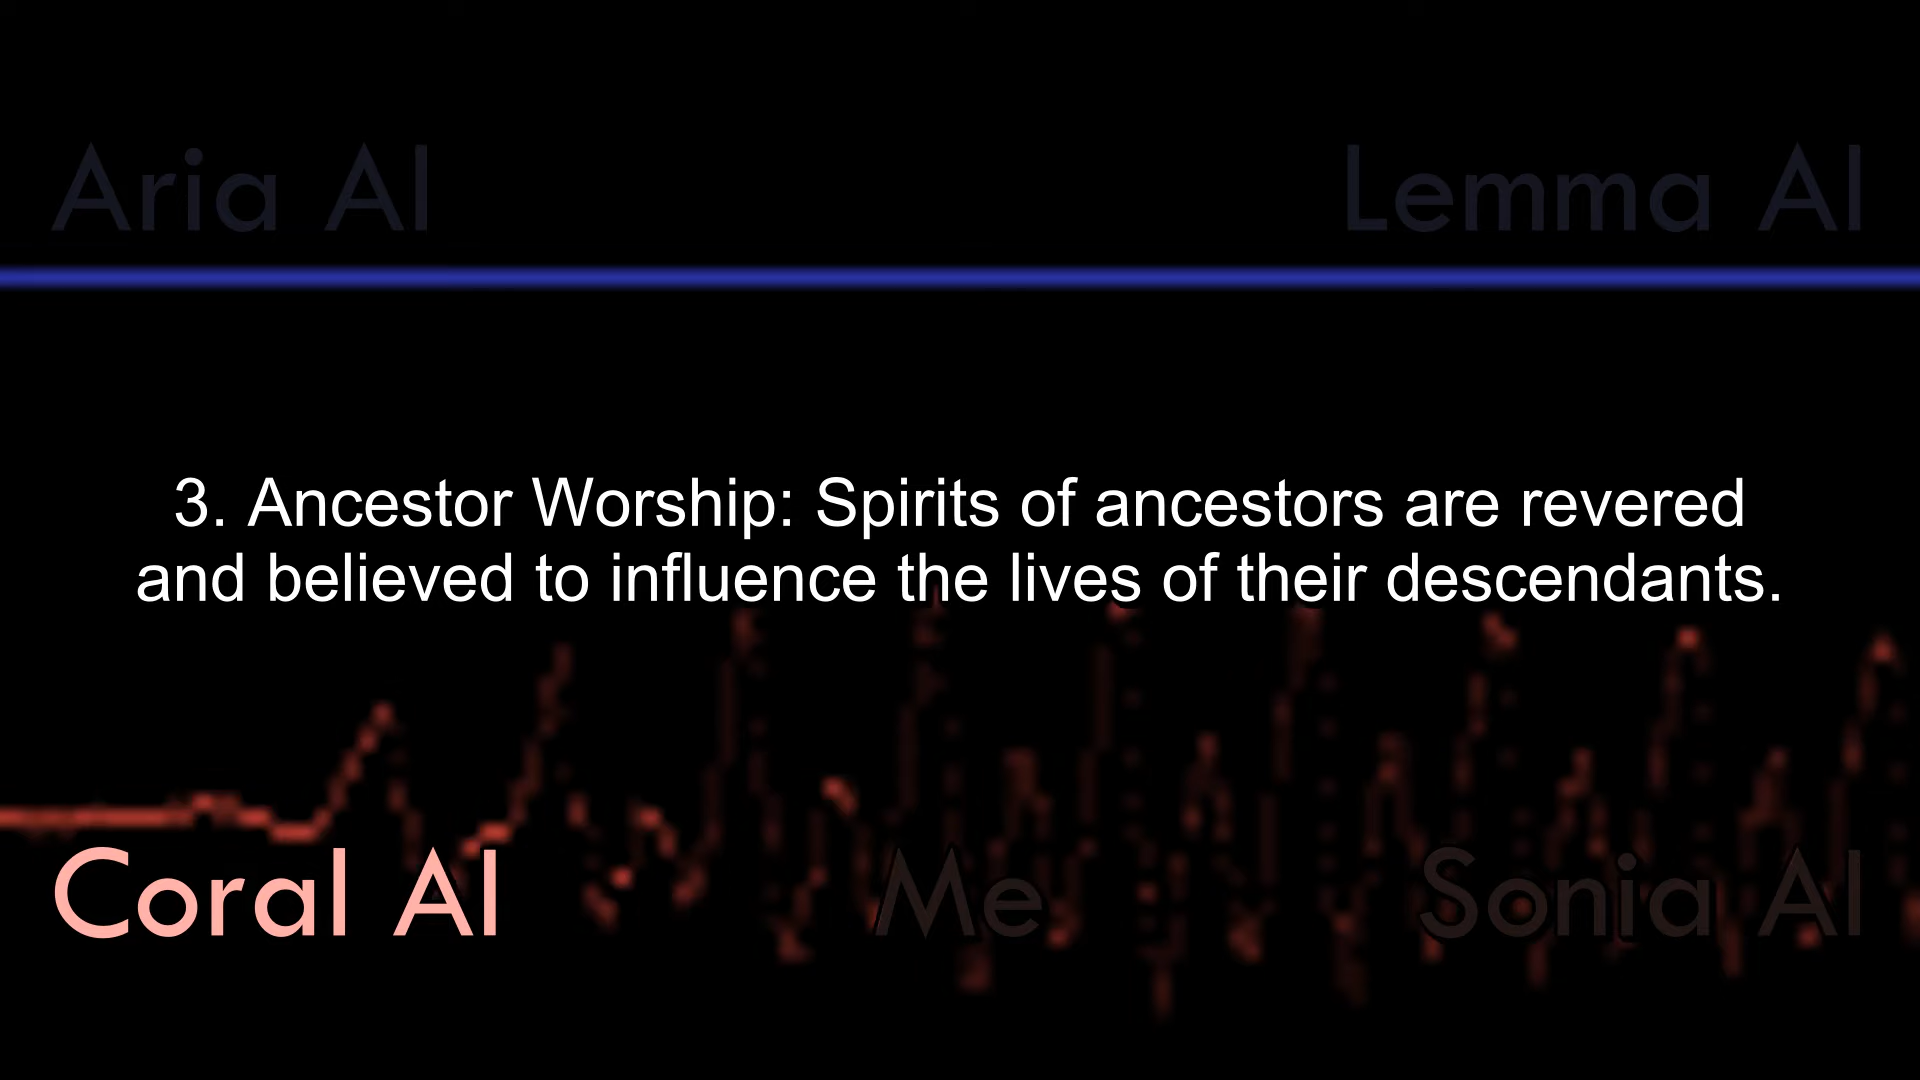 Aria AI
Lemma AI
3. Ancestor Worship: Spirits of ancestors are revered
and believed to influence the lives of their descendants.
Coral AI
Me
Sonia AI